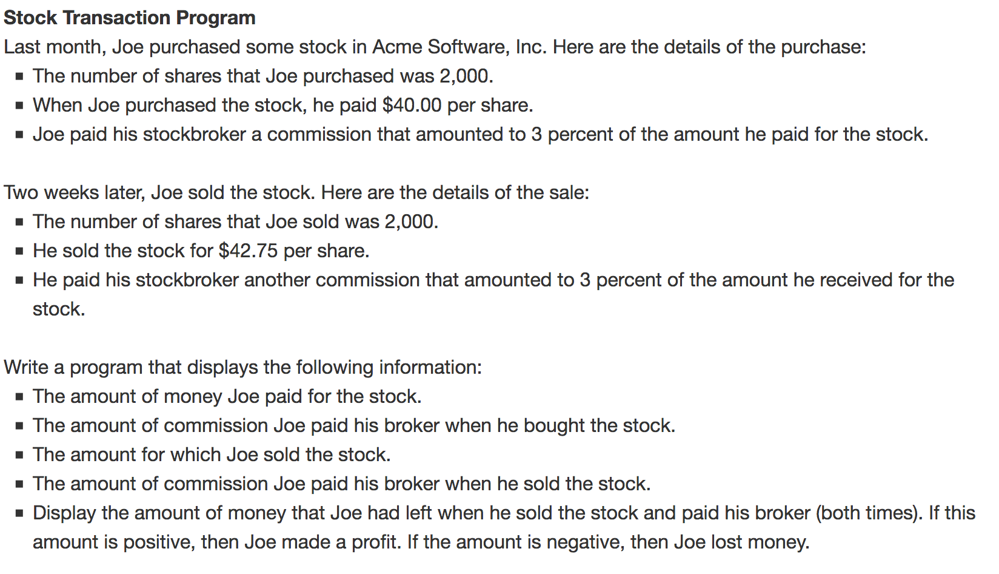 Stock Transaction Program
Last month, Joe purchased some stock in Acme Software, Inc. Here are the details of the purchase:
▪ The number of shares that Joe purchased was 2,000.
▪ When Joe purchased the stock, he paid $40.00 per share.
▪ Joe paid his stockbroker a commission that amounted to 3 percent of the amount he paid for the stock.
Two weeks later, Joe sold the stock. Here are the details of the sale:
▪ The number of shares that Joe sold was 2,000.
▪ He sold the stock for $42.75 per share.
▪ He paid his stockbroker another commission that amounted to 3 percent of the amount he received for the
stock.
Write a program that displays the following information:
▪ The amount of money Joe paid for the stock.
▪ The amount of commission Joe paid his broker when he bought the stock.
▪ The amount for which Joe sold the stock.
▪ The amount of commission Joe paid his broker when he sold the stock.
▪ Display the amount of money that Joe had left when he sold the stock and paid his broker (both times). If this
amount is positive, then Joe made a profit. If the amount is negative, then Joe lost money.